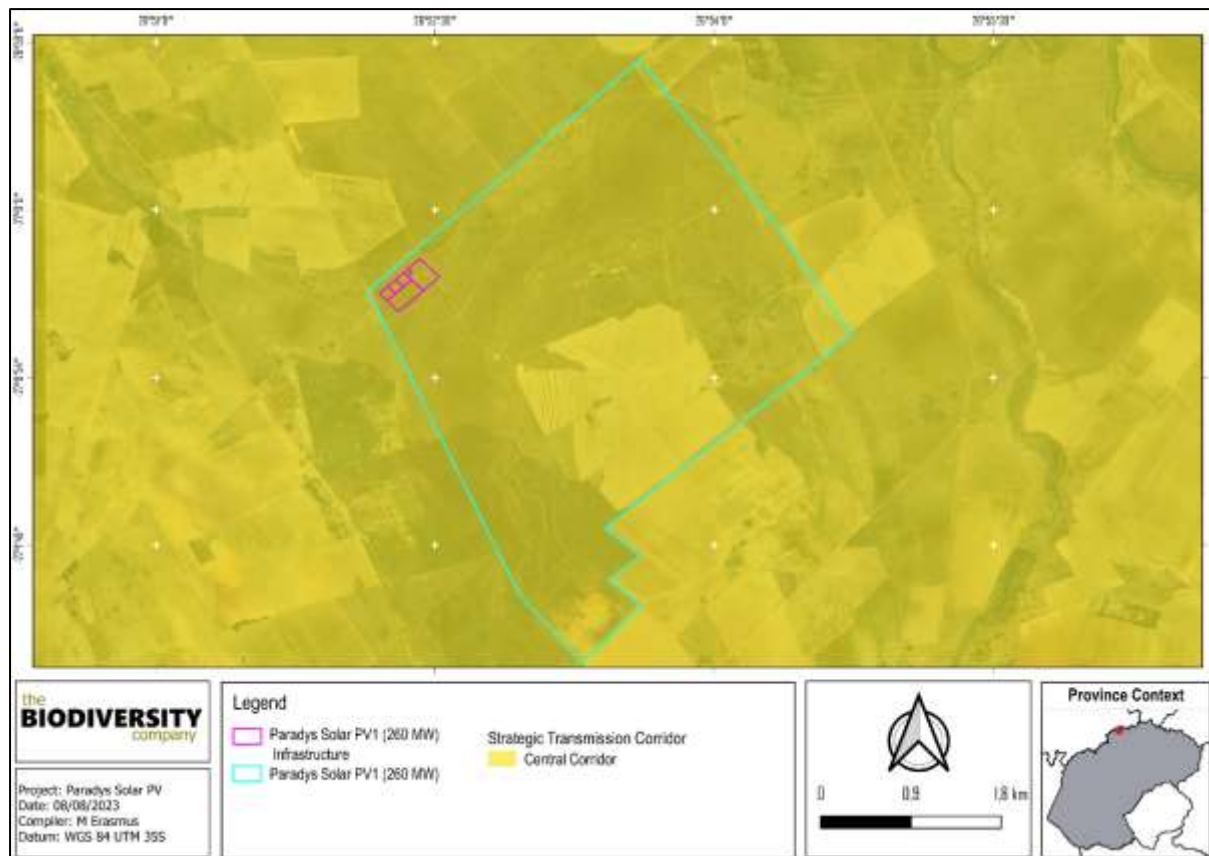 the
BIODIVERSITY
company
Project: Paradys Solar PV
Date: 08/08/2023
Compiler: M Erasmus
Datum: WGS 84 UTM 35S
Legend
Paradys Solar PV1 (260 MW)
Infrastructure
Paradys Solar PV1 (260 MW)
Strategic Transmission Corridor
Central Corridor
0 0,9 1,8 km
Province Context